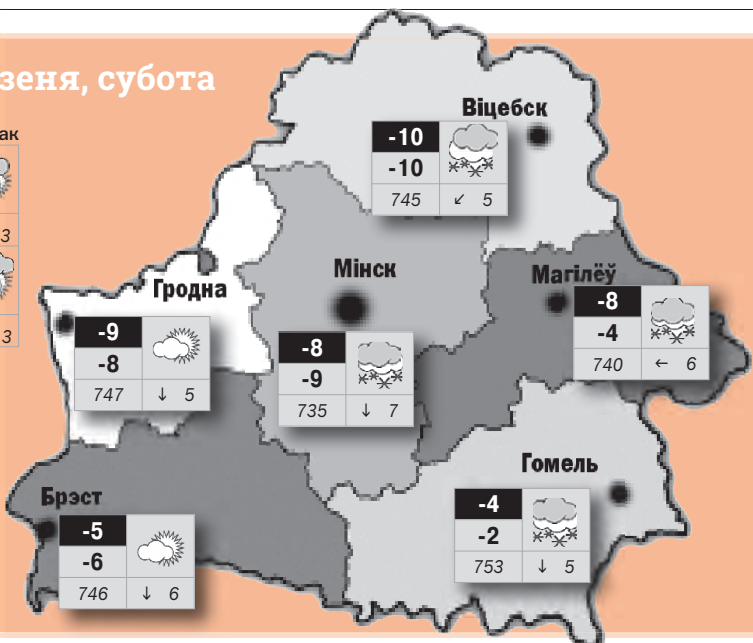 зеня, субота
ак
3
3
Віцебск
-10
-10
745 ↙ 5
Мінск
-8
-9
735 ↓ 7
Магілёў
-8
-4
740 ← 6
Гродна
-9
-8
747 ↓ 5
Гомель
-4
-2
753 ↓ 5
Брэст
-5
-6
746 ↓ 6